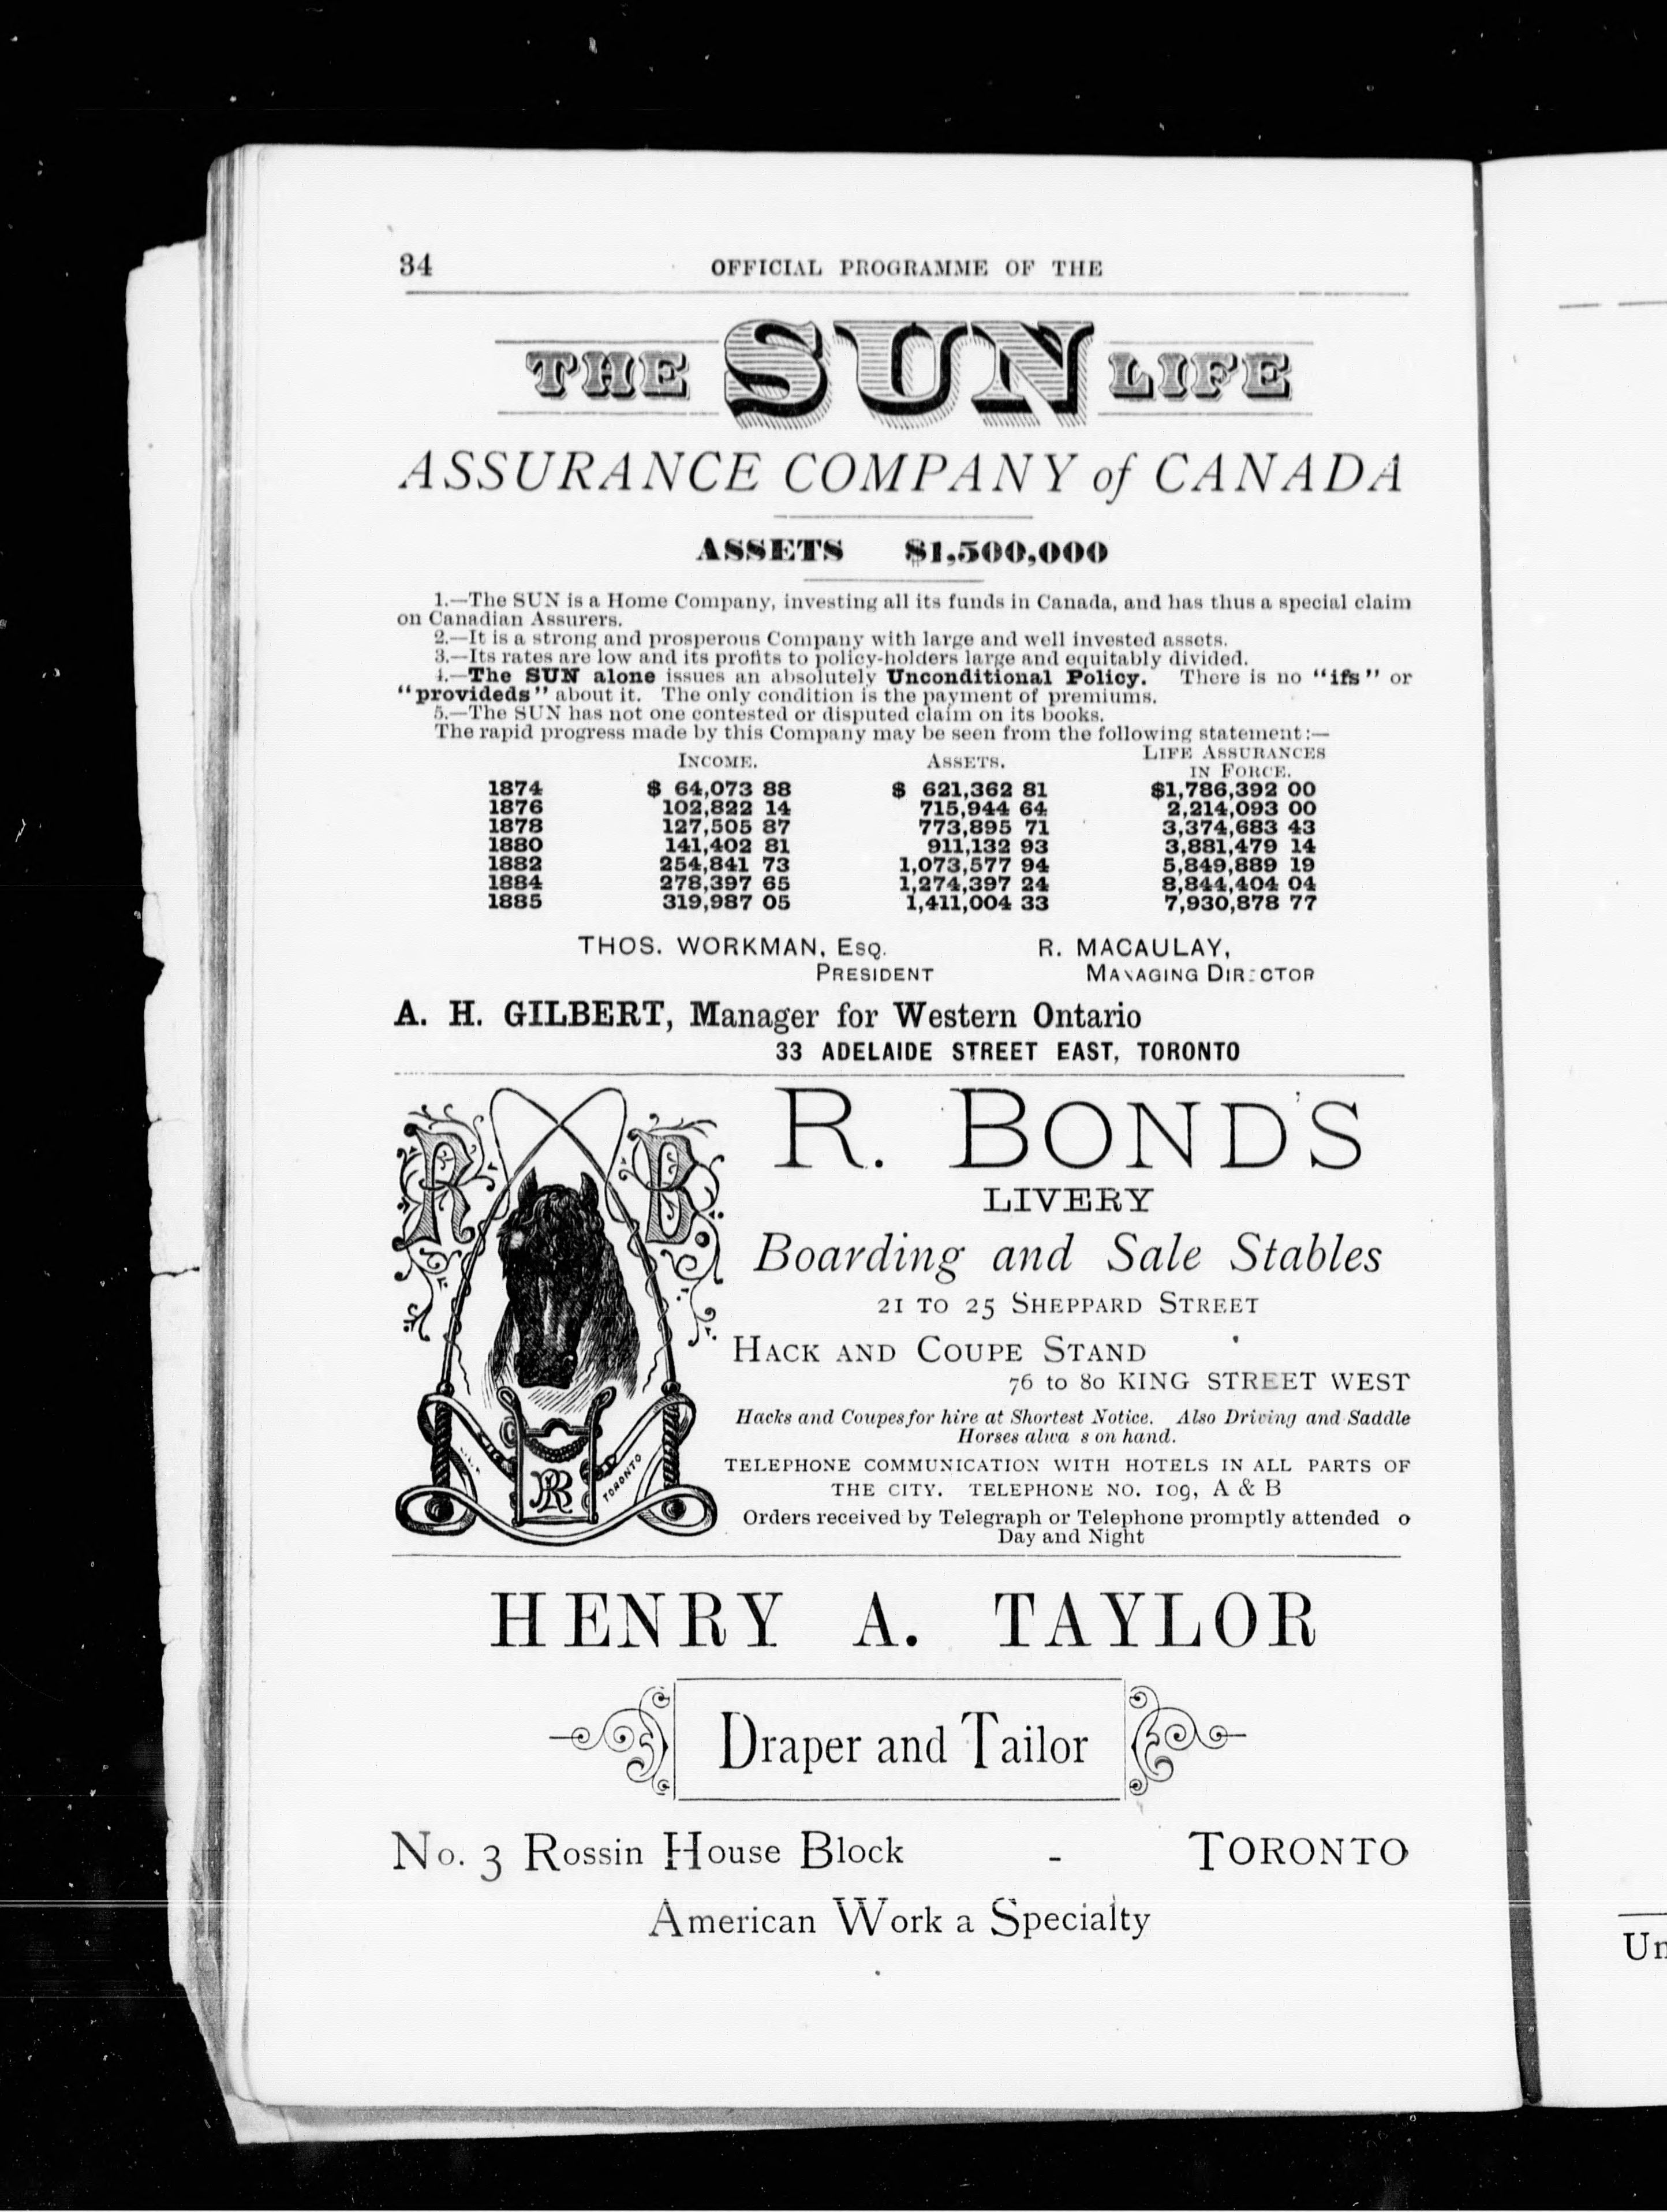 34 OFFICIAL PROGRAMME OF THE
THE SUN LIFE
ASSURANCE COMPANY of CANADA
ASSETS $1,500,000
1.—The SUN is a Home Company, investing all its funds in Canada, and has thus a special claim
on Canadian Assurers.
2.—It is a strong and prosperous Company with large and well invested assets.
3.—Its rates are low and its profits to policy-holders large and equitably divided.
4.—The SUN alone issues an absolutely Unconditional Policy. There is no "ifs" or
"provideds" about it. The only condition is the payment of premiums.
5.—The SUN has not one contested or disputed claim on its books.
The rapid progress made by this Company may be seen from the following statement:—
INCOME. ASSETS. LIFE ASSURANCES
IN FORCE.
1874 $ 64,073 88 $ 621,362 81 $1,786,392 00
1876 102,822 14 715,944 64 2,214,093 00
1878 127,505 87 773,895 71 3,374,683 43
1880 141,402 81 911,132 93 3,881,479 14
1882 254,841 73 1,073,577 94 5,849,889 19
1884 278,397 65 1,274,397 24 8,844,404 04
1885 319,987 05 1,411,004 33 7,930,878 77
THOS. WORKMAN, ESQ. R. MACAULAY,
PRESIDENT MANAGING DIRECTOR
A. H. GILBERT, Manager for Western Ontario
33 ADELAIDE STREET EAST, TORONTO
R B
R
TORONTO
R. BOND'S
LIVERY
Boarding and Sale Stables
21 TO 25 SHEPPARD STREET
HACK AND COUPE STAND
76 to 80 KING STREET WEST
Hacks and Coupes for hire at Shortest Notice. Also Driving and Saddle
Horses alwa s on hand.
TELEPHONE COMMUNICATION WITH HOTELS IN ALL PARTS OF
THE CITY. TELEPHONE NO. 109, A & B
Orders received by Telegraph or Telephone promptly attended o
Day and Night
HENRY A. TAYLOR
Draper and Tailor
No. 3 Rossin House Block - TORONTO
American Work a Specialty
Un